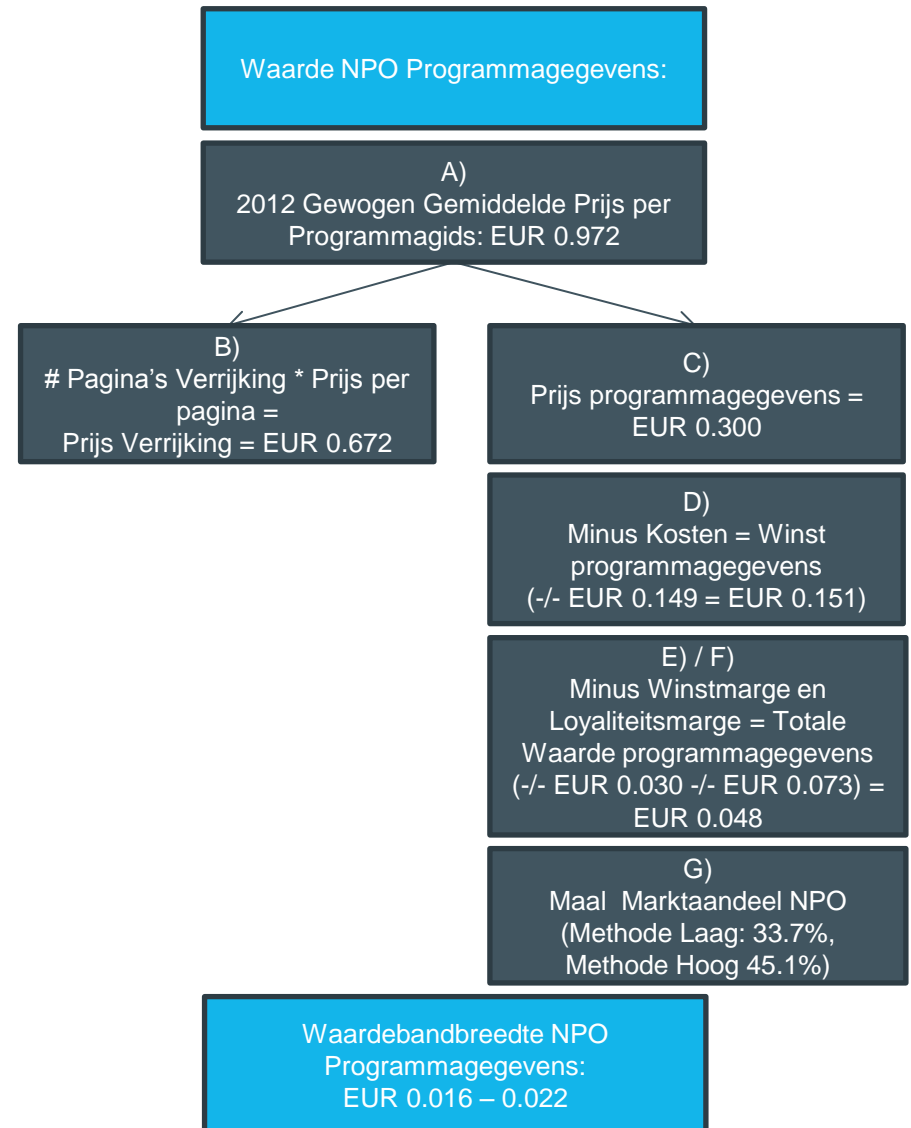 Waarde NPO Programmagegevens:
A)
2012 Gewogen Gemiddelde Prijs per
Programmagids: EUR 0.972
B)
# Pagina's Verrijking * Prijs per
pagina =
Prijs Verrijking = EUR 0.672
C)
Prijs programmagegevens =
EUR 0.300
D)
Minus Kosten = Winst
programmagegevens
(-/- EUR 0.149 = EUR 0.151)
E) / F)
Minus Winstmarge en
Loyaliteitsmarge = Totale
Waarde programmagegevens
(-/- EUR 0.030 -/- EUR 0.073) =
EUR 0.048
G)
Maal Marktaandeel NPO
(Methode Laag: 33.7%,
Methode Hoog 45.1%)
Waardebandbreedte NPO
Programmagegevens:
EUR 0.016 – 0.022